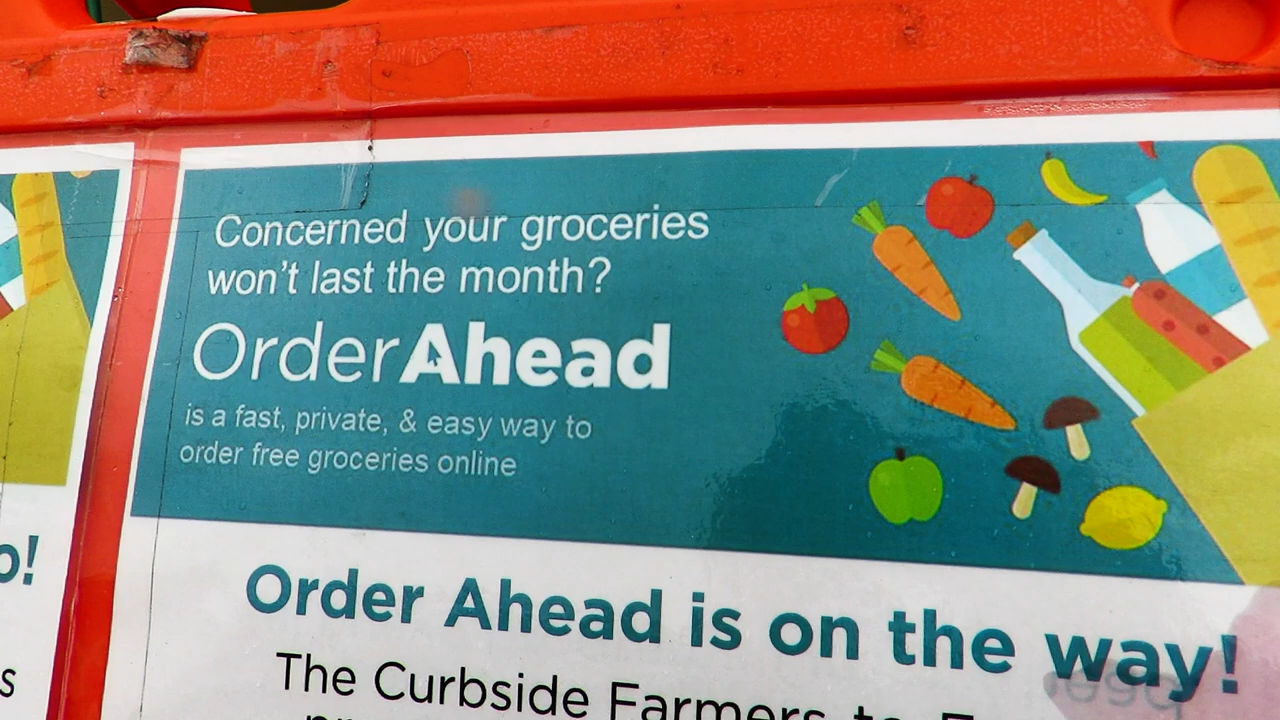 Concerned your groceries
won't last the month?
OrderAhead
is a fast, private, & easy way to
order free groceries online
o!
Order Ahead is on the way!
s
The Curbside Farmers to